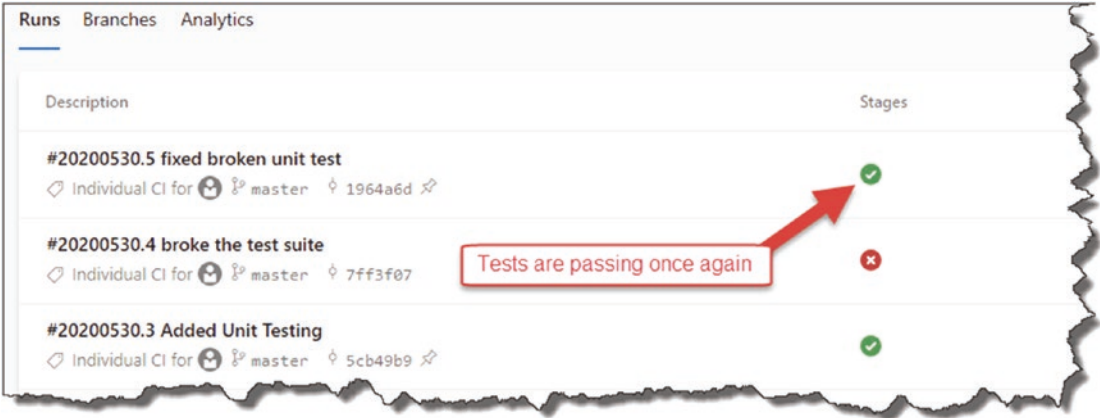 Runs Branches Analytics
Description Stages
#20200530.5 fixed broken unit test
Individual CI for master 1964a6d
#20200530.4 broke the test suite
Tests are passing once again
Individual CI for master 7ff3f07
#20200530.3 Added Unit Testing
Individual CI for master 5cb49b9